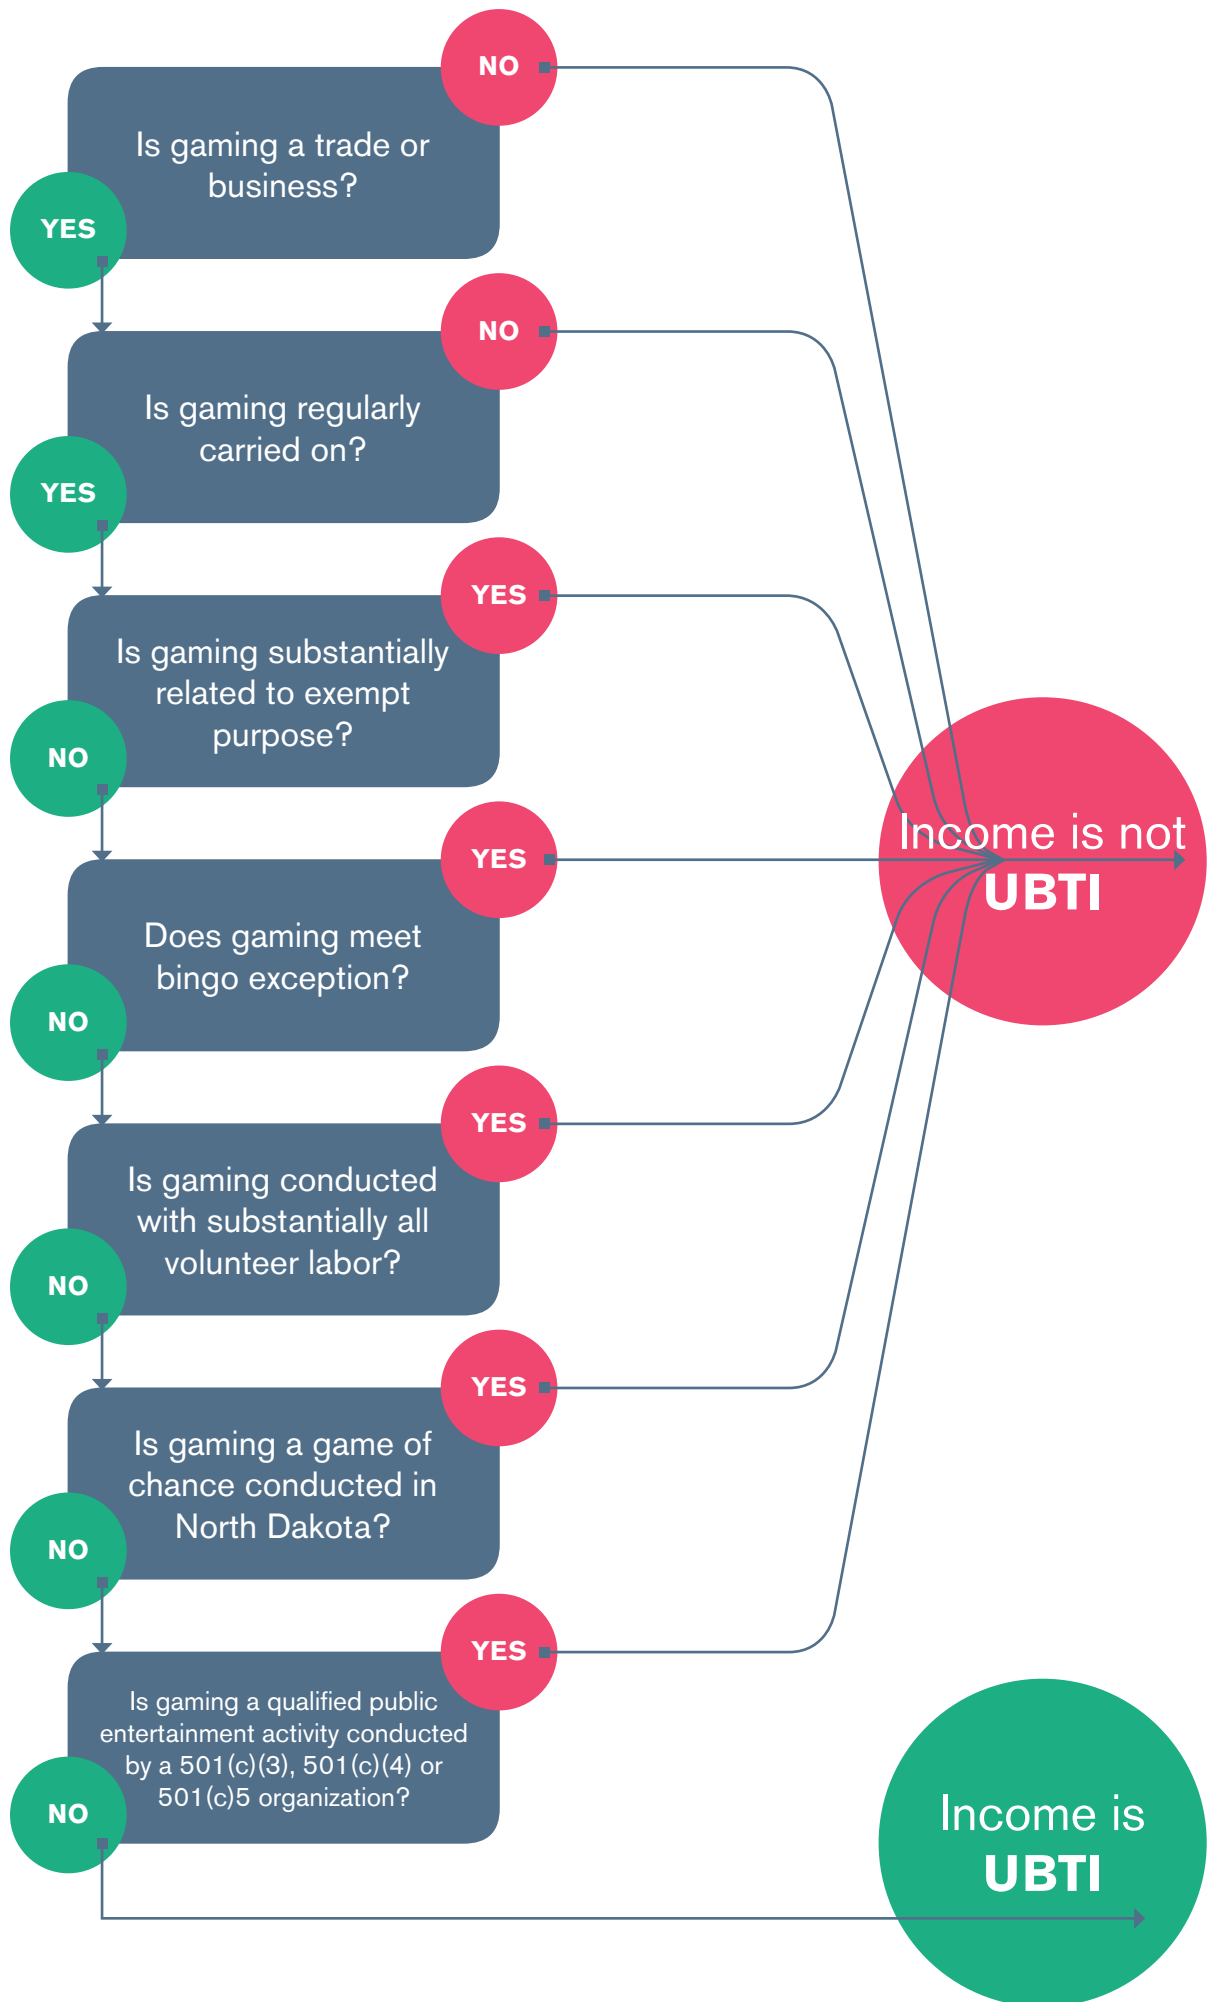 NO
Is gaming a trade or
business?
YES
NO
Is gaming regularly
carried on?
YES
YES
Is gaming substantially
related to exempt
purpose?
NO
YES
Does gaming meet
bingo exception?
NO
YES
Is gaming conducted
with substantially all
volunteer labor?
NO
YES
Is gaming a game of
chance conducted in
North Dakota?
NO
YES
Is gaming a qualified public
entertainment activity conducted
by a 501(c)(3), 501(c)(4) or
501(c)5 organization?
NO
Income is not
UBTI
Income is
UBTI